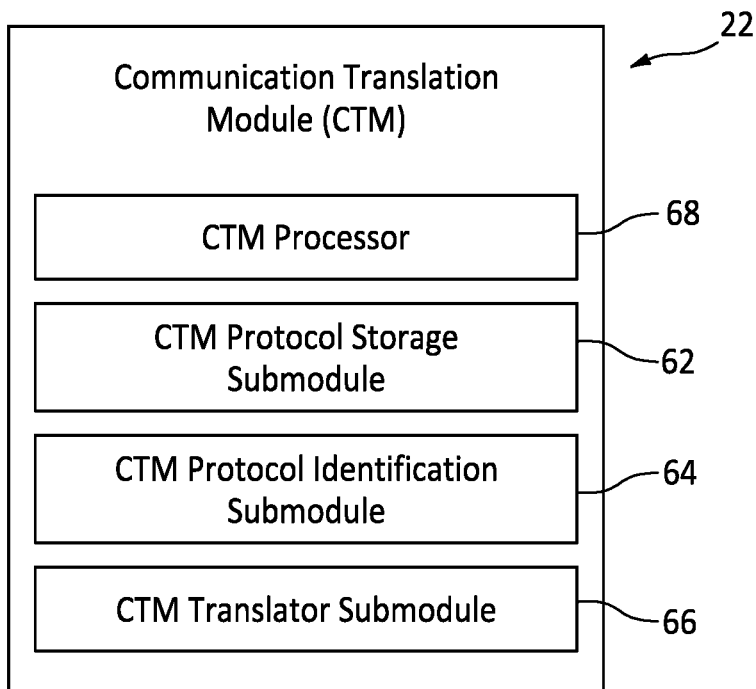 22
Communication Translation
Module (CTM)
CTM Processor
68
CTM Protocol Storage
Submodule
62
CTM Protocol Identification
Submodule
64
CTM Translator Submodule
66